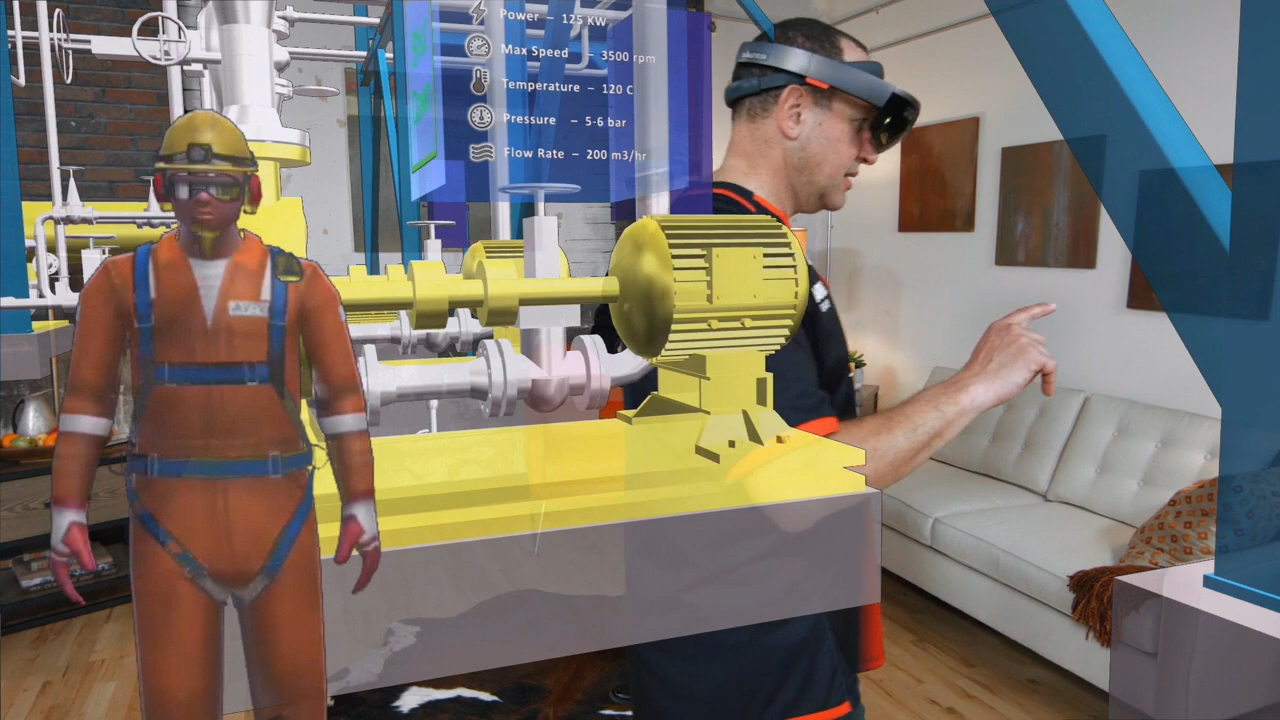 Power – 125 KW
Max Speed – 3500 rpm
Temperature – 120 C
Pressure – 5-6 bar
Flow Rate – 200 m3/hr